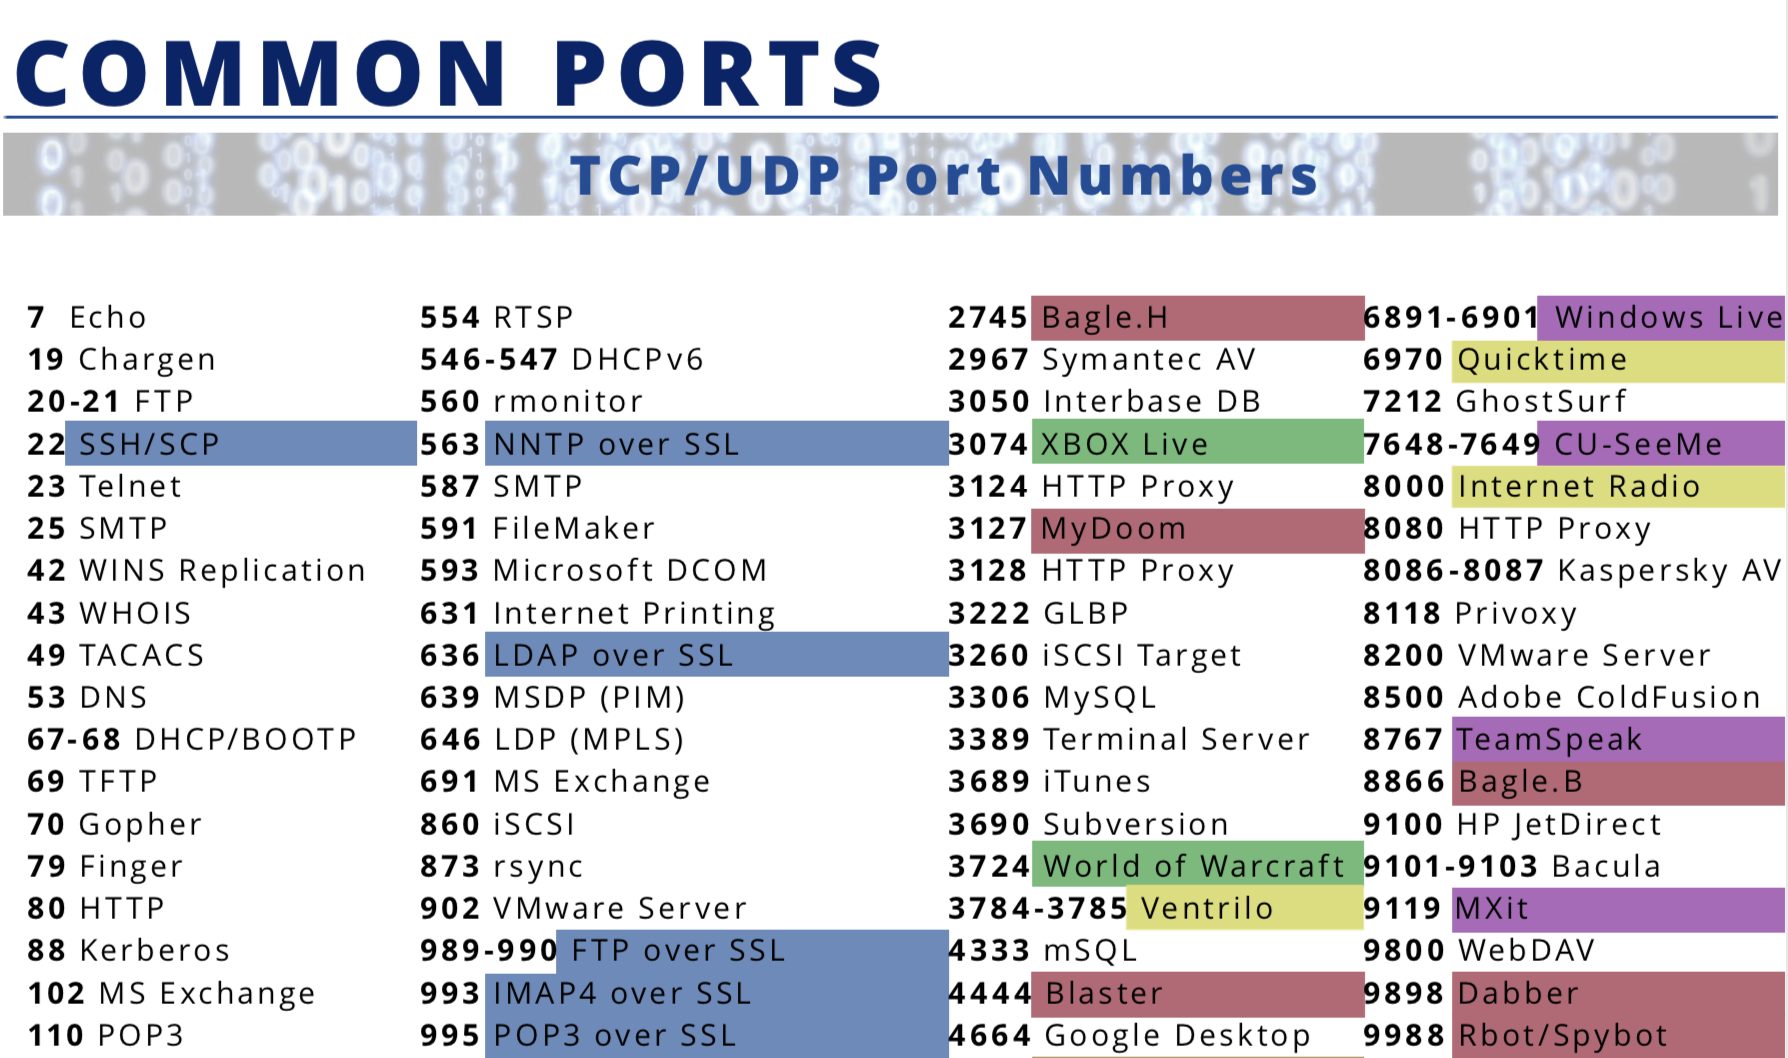 COMMON PORTS
TCP/UDP Port Numbers
7 Echo
19 Chargen
20-21 FTP
22 SSH/SCP
23 Telnet
25 SMTP
42 WINS Replication
43 WHOIS
49 TACACS
53 DNS
67-68 DHCP/BOOTP
69 TFTP
70 Gopher
79 Finger
80 HTTP
88 Kerberos
102 MS Exchange
110 POP3
554 RTSP
546-547 DHCPv6
560 rmonitor
563 NNTP over SSL
587 SMTP
591 FileMaker
593 Microsoft DCOM
631 Internet Printing
636 LDAP over SSL
639 MSDP (PIM)
646 LDP (MPLS)
691 MS Exchange
860 iSCSI
873 rsync
902 VMware Server
989-990 FTP over SSL
993 IMAP4 over SSL
995 POP3 over SSL
2745 Bagle.H
2967 Symantec AV
3050 Interbase DB
3074 XBOX Live
3124 HTTP Proxy
3127 MyDoom
3128 HTTP Proxy
3222 GLBP
3260 iSCSI Target
3306 MySQL
3389 Terminal Server
3689 iTunes
3690 Subversion
3724 World of Warcraft
3784-3785 Ventrilo
4333 mSQL
4444 Blaster
4664 Google Desktop
6891-6901 Windows Live
6970 Quicktime
7212 GhostSurf
7648-7649 CU-SeeMe
8000 Internet Radio
8080 HTTP Proxy
8086-8087 Kaspersky AV
8118 Privoxy
8200 VMware Server
8500 Adobe ColdFusion
8767 TeamSpeak
8866 Bagle.B
9100 HP JetDirect
9101-9103 Bacula
9119 MXit
9800 WebDAV
9898 Dabber
9988 Rbot/Spybot